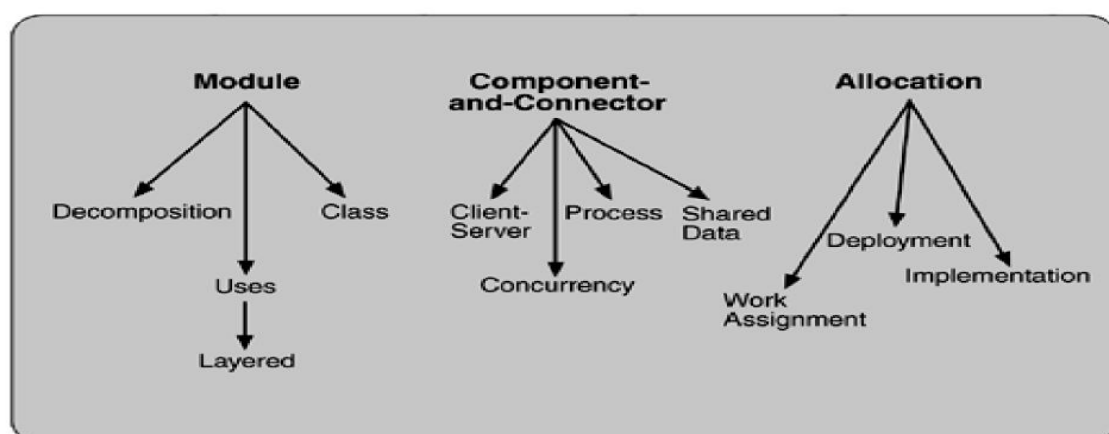 Module
Component-
and-Connector
Allocation
Decomposition
Class
Client-
Server
Process
Shared
Data
Deployment
Uses
Concurrency
Implementation
Work
Assignment
Layered